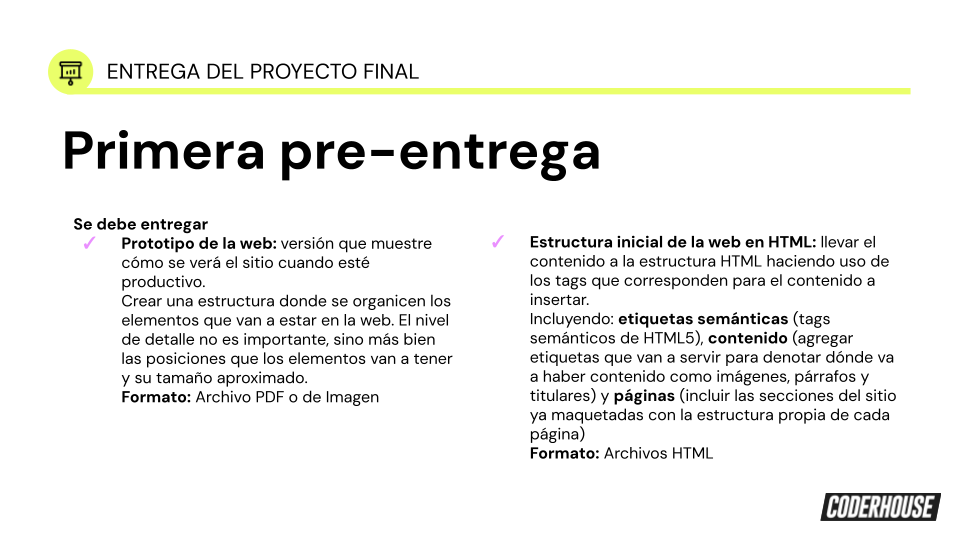 ENTREGA DEL PROYECTO FINAL
Primera pre-entrega
Se debe entregar
✓ Prototipo de la web: versión que muestre
cómo se verá el sitio cuando esté
productivo.
Crear una estructura donde se organicen los
elementos que van a estar en la web. El nivel
de detalle no es importante, sino más bien
las posiciones que los elementos van a tener
y su tamaño aproximado.
Formato: Archivo PDF o de Imagen
✓ Estructura inicial de la web en HTML: llevar el
contenido a la estructura HTML haciendo uso de
los tags que corresponden para el contenido a
insertar.
Incluyendo: etiquetas semánticas (tags
semánticos de HTML5), contenido (agregar
etiquetas que van a servir para denotar dónde va
a haber contenido como imágenes, párrafos y
titulares) y páginas (incluir las secciones del sitio
ya maquetadas con la estructura propia de cada
página)
Formato: Archivos HTML
CODERHOUSE